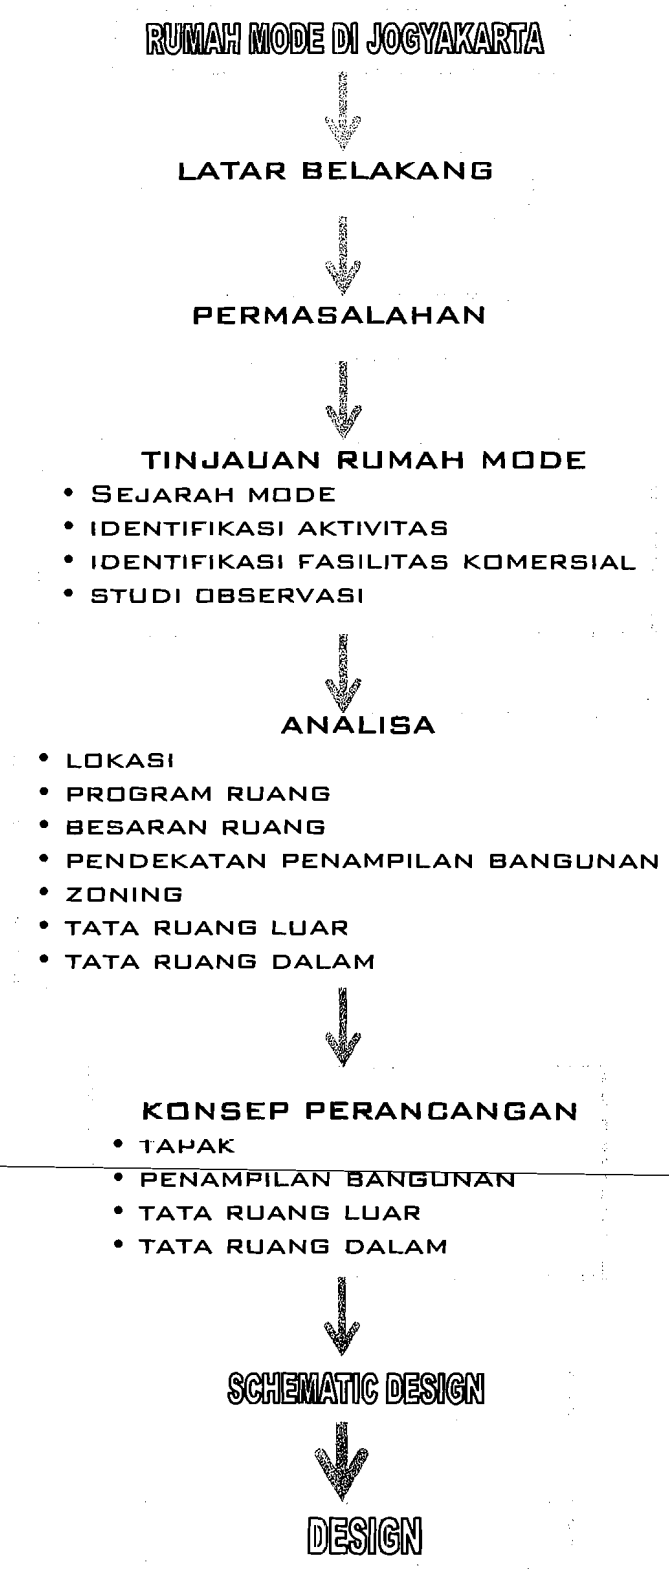 RUMAH MODE DI JOGYAKARTA
LATAR BELAKANG
PERMASALAHAN
TINJAUAN RUMAH MODE
• SEJARAH MODE
• IDENTIFIKASI AKTIVITAS
• IDENTIFIKASI FASILITAS KOMERSIAL
• STUDI OBSERVASI
ANALISA
• LOKASI
• PROGRAM RUANG
• BESARAN RUANG
• PENDEKATAN PENAMPILAN BANGUNAN
• ZONING
• TATA RUANG LUAR
• TATA RUANG DALAM
KONSEP PERANCANGAN
• TAPAK
• PENAMPILAN BANGUNAN
• TATA RUANG LUAR
• TATA RUANG DALAM
SCHEMATIC DESIGN
DESIGN